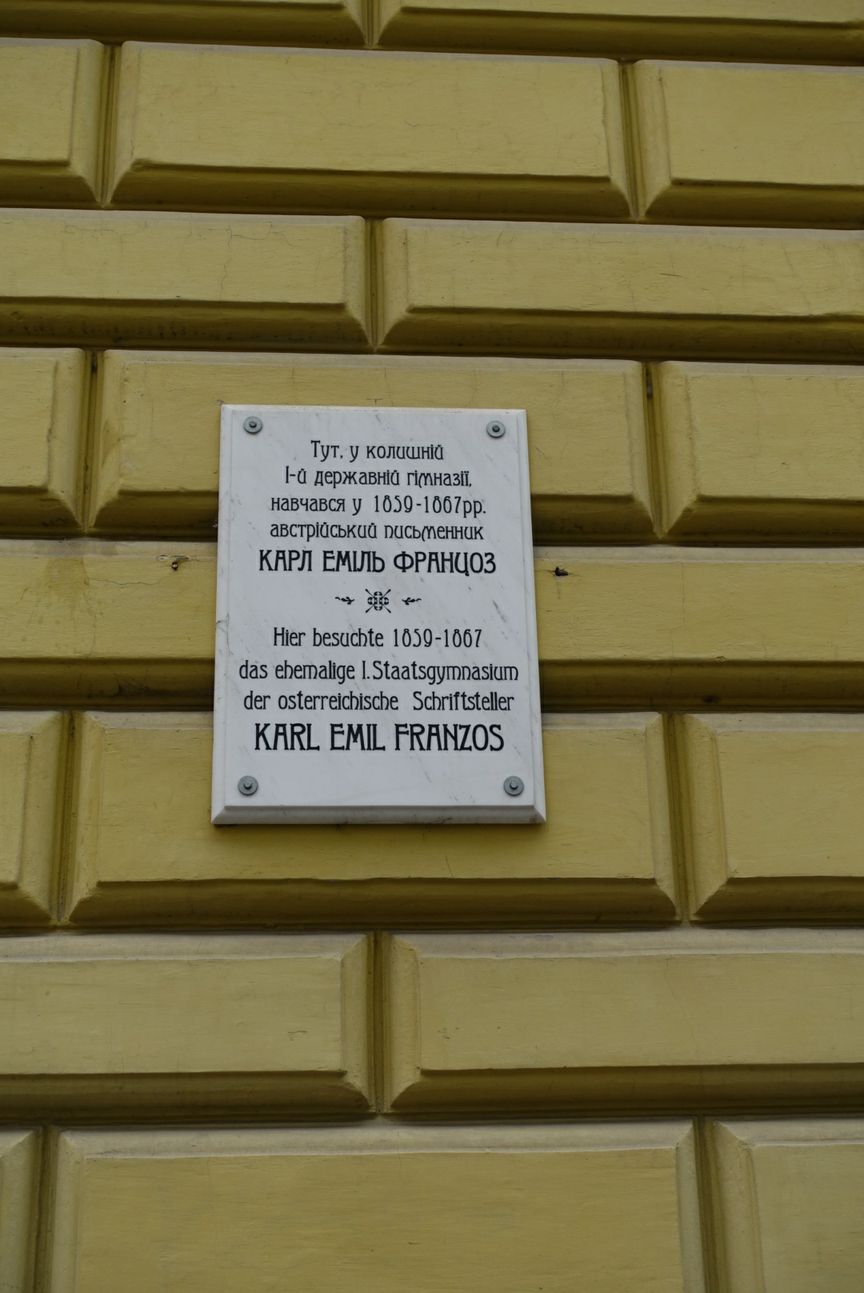 Тут, у колишній
І-й державній гімназії,
навчався у 1859-1867рр.
австрійський письменник
КАРЛ ЕМІЛЬ ФРАНЦОЗ
Hier besuchte 1859-1867
das ehemalige I.Staatsgymnasium
der osterreichische Schriftsteller
KARL EMIL FRANZOS